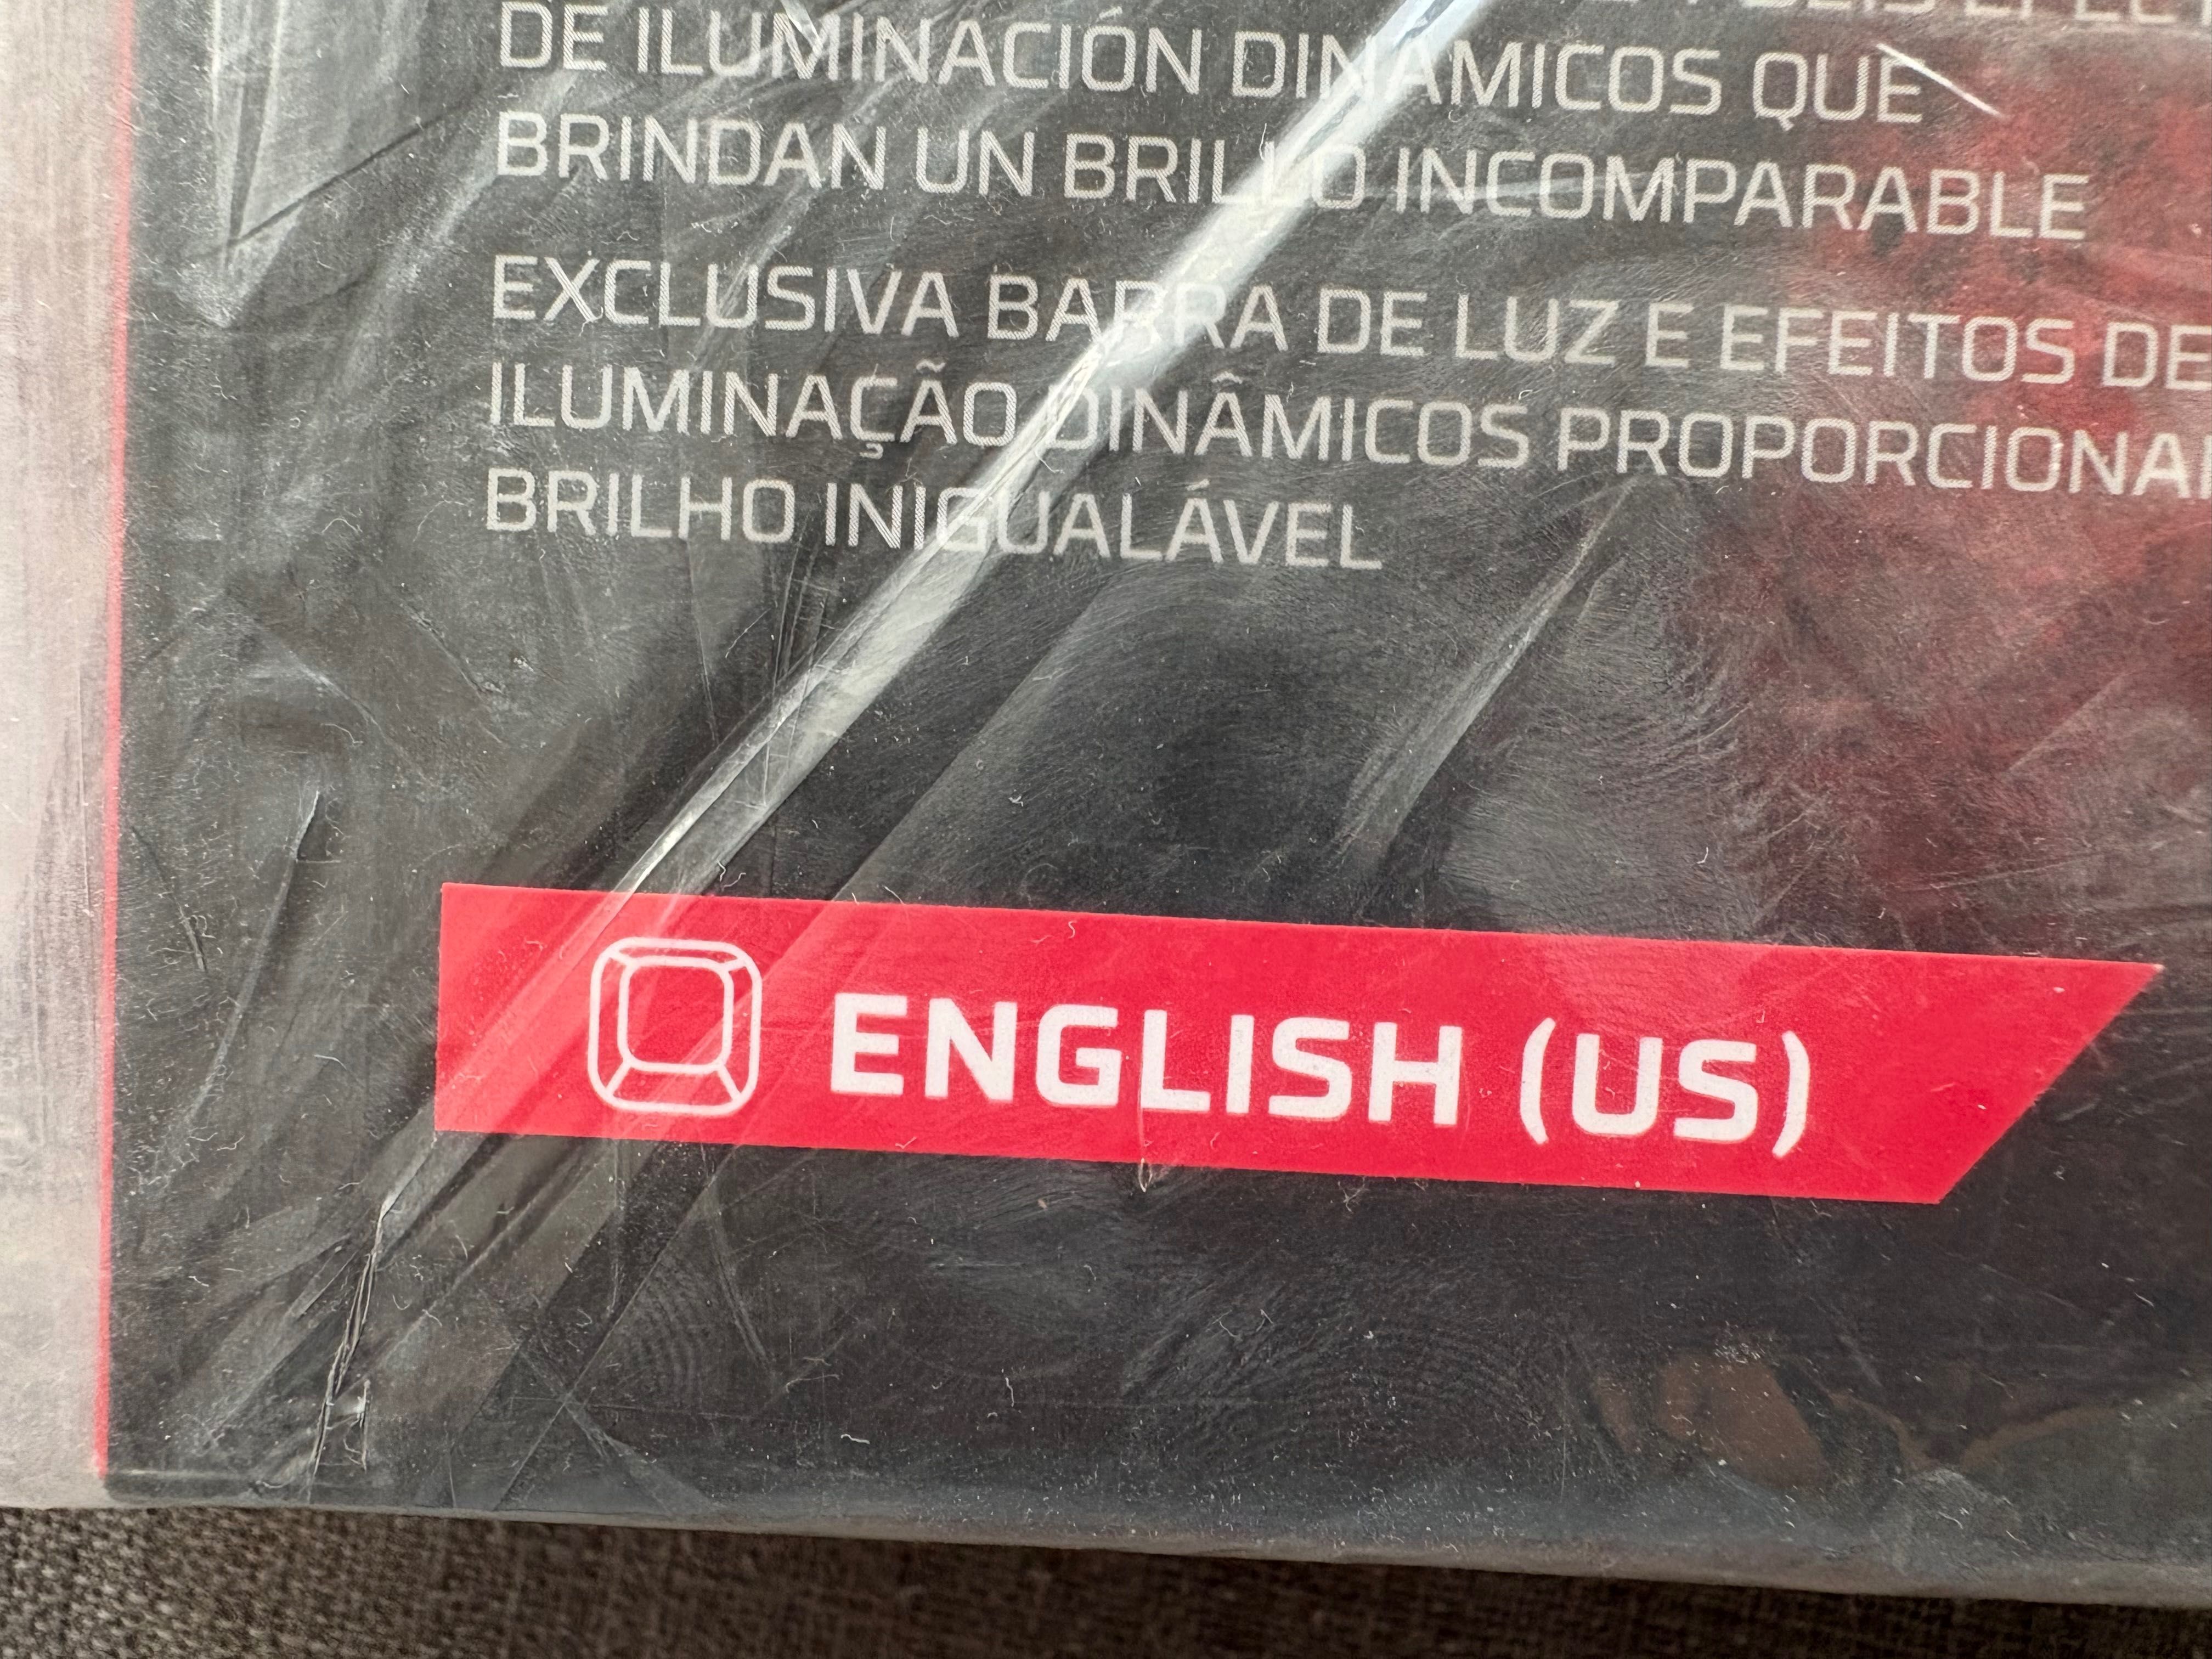 DE ILUMINACIÓN DINÁMICOS QUE
BRINDAN UN BRILLO INCOMPARABLE
EXCLUSIVA BARRA DE LUZ E EFEITOS DE
ILUMINAÇÃO DINÂMICOS PROPORCIONAM
BRILHO INIGUALÁVEL
ENGLISH (US)